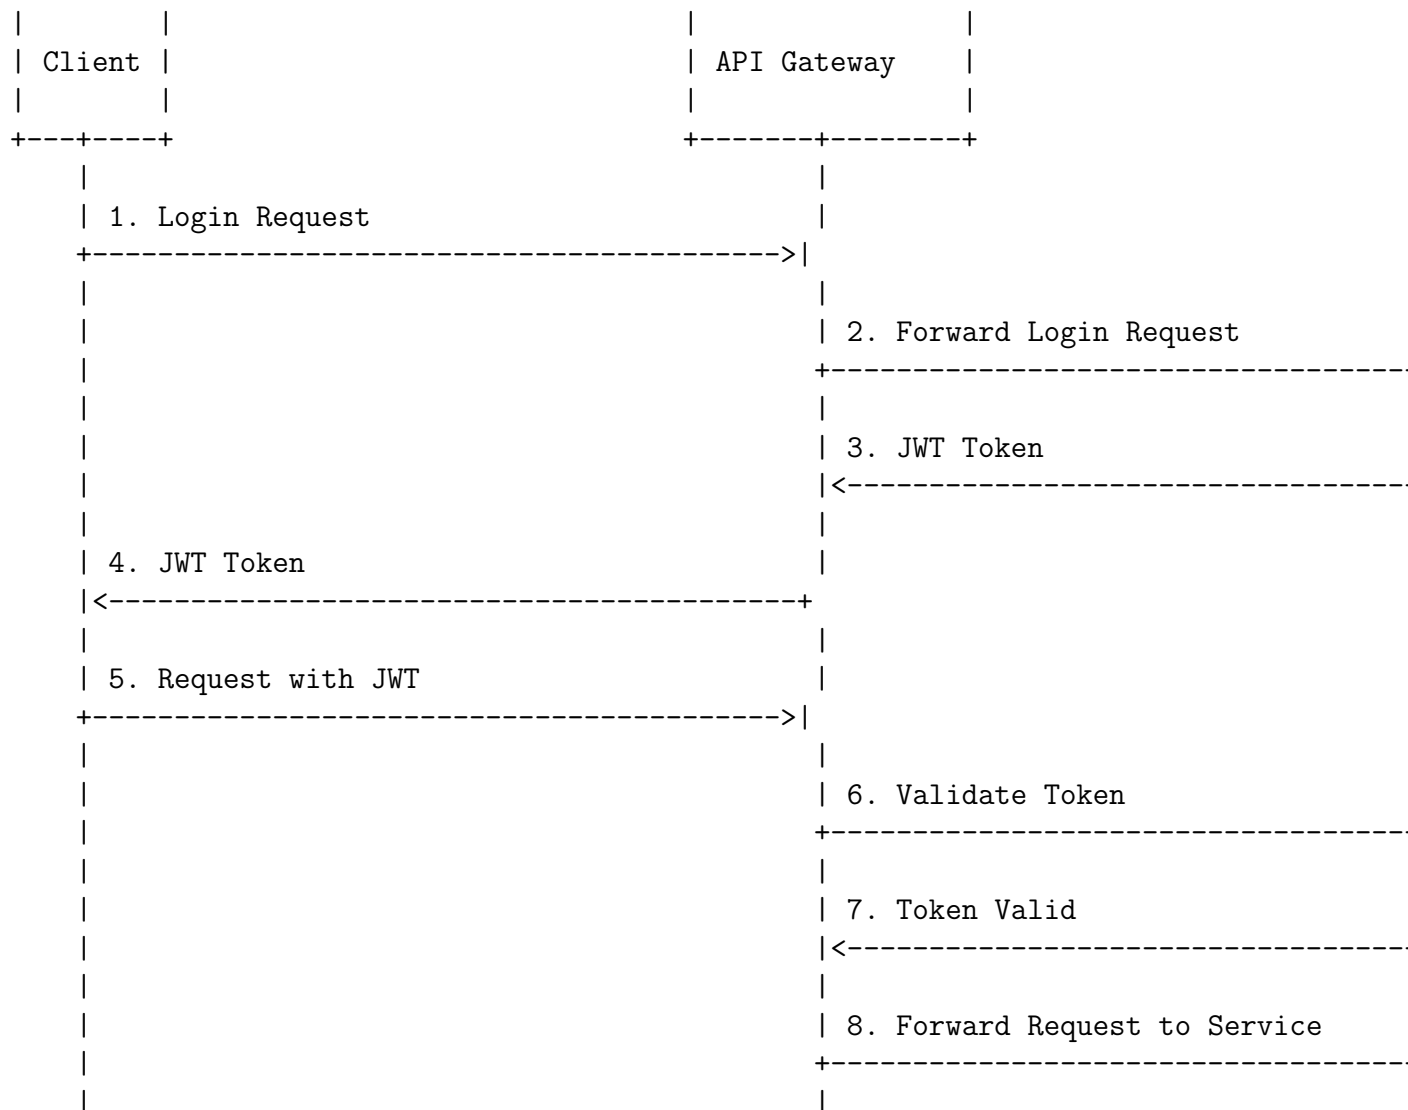 Client
API Gateway
1. Login Request
2. Forward Login Request
3. JWT Token
4. JWT Token
5. Request with JWT
6. Validate Token
7. Token Valid
8. Forward Request to Service